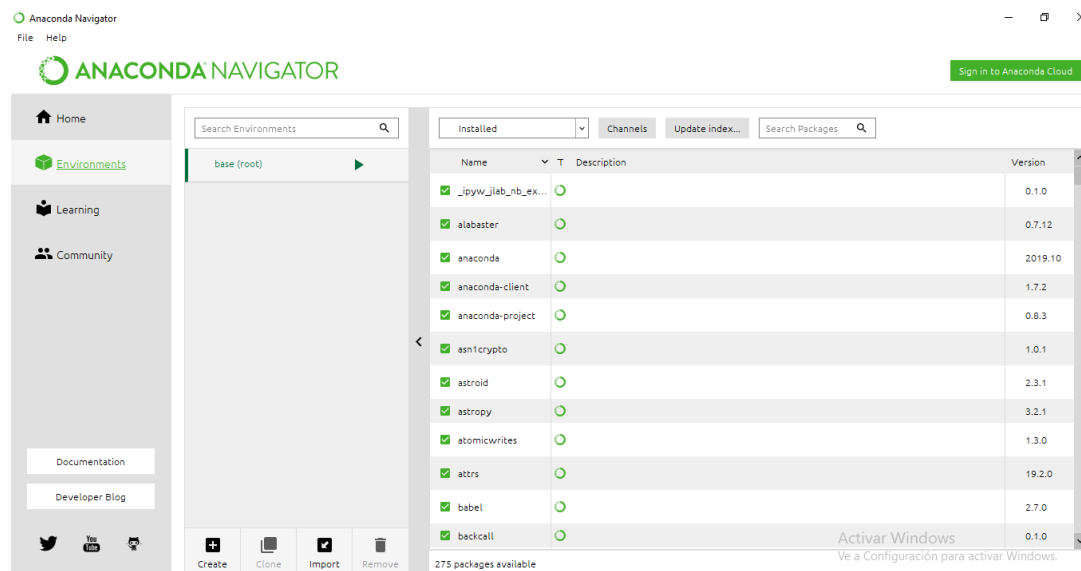 Anaconda Navigator
File Help
ANACONDA NAVIGATOR
Sign in to Anaconda Cloud
Home
Environments
Learning
Community
Documentation
Developer Blog
You Tube
Search Environments
base (root)
Create Clone Import Remove
Installed Channels Update index... Search Packages
Name T Description Version
_ipyw_jlab_nb_ex... 0.1.0
alabaster 0.7.12
anaconda 2019.10
anaconda-client 1.7.2
anaconda-project 0.8.3
asn1crypto 1.0.1
astroid 2.3.1
astropy 3.2.1
atomicwrites 1.3.0
attrs 19.2.0
babel 2.7.0
backcall 0.1.0
275 packages available
Activar Windows
Ve a Configuración para activar Windows.